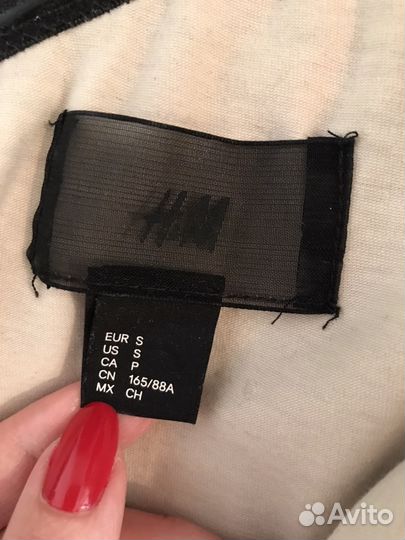 H&M
EUR S
US S
CA P
CN 165/88A
MX CH
Avito